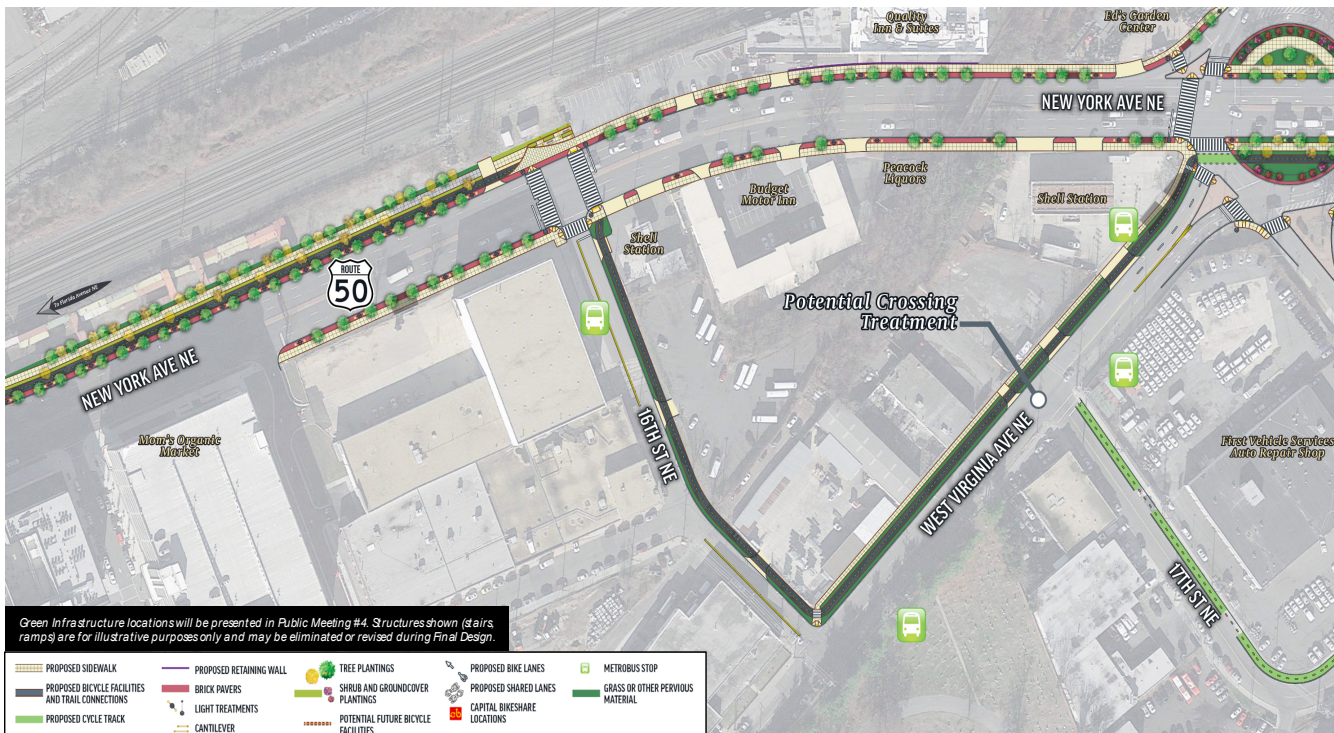 Quality
Inn & Suites
Ed's Garden
Center
NEW YORK AVE NE
Peacock
Liquors
Budget
Motor Inn
Shell Station
Shell
Station
ROUTE
50
To Florida Avenue NE
Potential Crossing
Treatment
NEW YORK AVE NE
16TH ST NE
WEST VIRGINIA AVE NE
Mom's Organic
Market
First Vehicle Services
Auto Repair Shop
17TH ST NE
Green Infrastructure locations will be presented in Public Meeting #4. Structures shown (stairs,
ramps) are for illustrative purposes only and may be eliminated or revised during Final Design.
PROPOSED SIDEWALK
PROPOSED BICYCLE FACILITIES
AND TRAIL CONNECTIONS
PROPOSED CYCLE TRACK
PROPOSED RETAINING WALL
BRICK PAVERS
LIGHT TREATMENTS
CANTILEVER
TREE PLANTINGS
SHRUB AND GROUNDCOVER
PLANTINGS
POTENTIAL FUTURE BICYCLE
FACILITIES
PROPOSED BIKE LANES
PROPOSED SHARED LANES
CAPITAL BIKESHARE
LOCATIONS
METROBUS STOP
GRASS OR OTHER PERVIOUS
MATERIAL